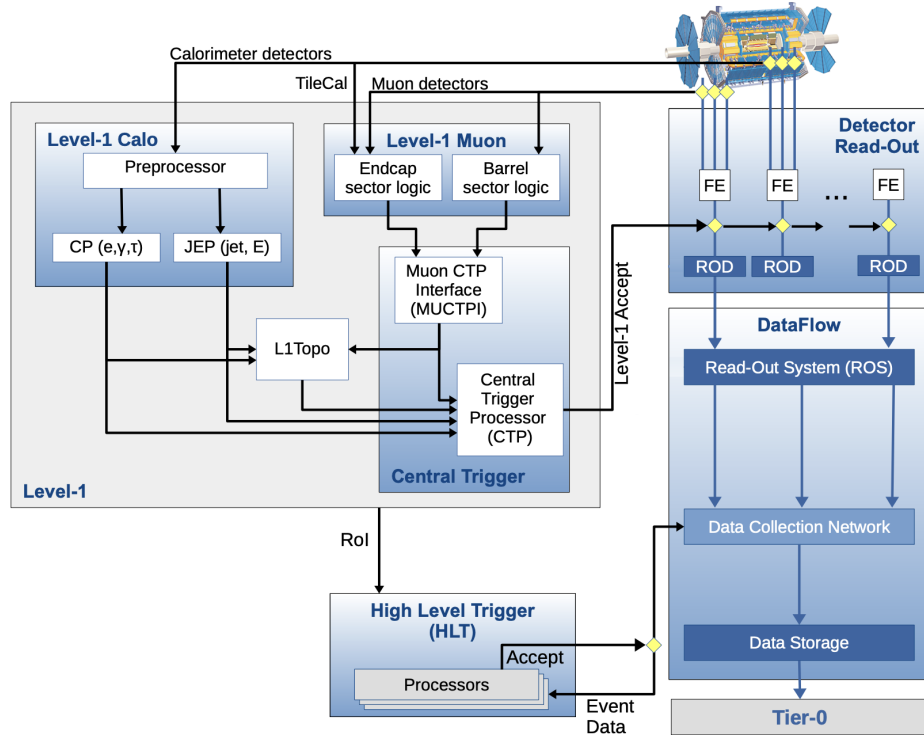 Calorimeter detectors
TileCal
Muon detectors
Level-1 Calo
Preprocessor
CP (e,γ,τ)
JEP (jet, E)
Level-1 Muon
Endcap
sector logic
Barrel
sector logic
Detector
Read-Out
FE
FE
...
FE
ROD
ROD
ROD
Muon CTP
Interface
(MUCTPI)
L1Topo
Central
Trigger
Processor
(CTP)
Central Trigger
Level-1
Level-1 Accept
DataFlow
Read-Out System (ROS)
Data Collection Network
Data Storage
Tier-0
RoI
High Level Trigger
(HLT)
Accept
Processors
Event
Data